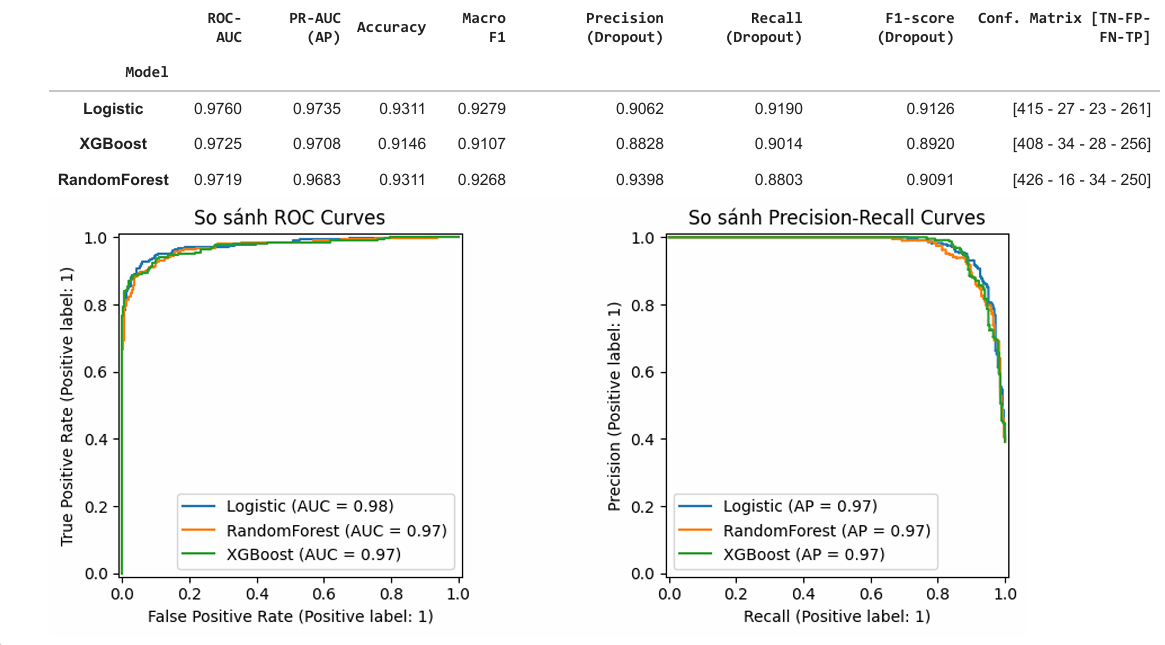 ROC- PR-AUC Accuracy Macro Precision Recall F1-score Conf. Matrix [TN-FP-
AUC (AP) F1 (Dropout) (Dropout) (Dropout) FN-TP]
Model
Logistic 0.9760 0.9735 0.9311 0.9279 0.9062 0.9190 0.9126 [415 - 27 - 23 - 261]
XGBoost 0.9725 0.9708 0.9146 0.9107 0.8828 0.9014 0.8920 [408 - 34 - 28 - 256]
RandomForest 0.9719 0.9683 0.9311 0.9268 0.9398 0.8803 0.9091 [426 - 16 - 34 - 250]
So sánh ROC Curves
True Positive Rate (Positive label: 1)
1.0
0.8
0.6
0.4
0.2
0.0
Logistic (AUC = 0.98)
RandomForest (AUC = 0.97)
XGBoost (AUC = 0.97)
0.0 0.2 0.4 0.6 0.8 1.0
False Positive Rate (Positive label: 1)
So sánh Precision-Recall Curves
Precision (Positive label: 1)
1.0
0.8
0.6
0.4
0.2
0.0
Logistic (AP = 0.97)
RandomForest (AP = 0.97)
XGBoost (AP = 0.97)
0.0 0.2 0.4 0.6 0.8 1.0
Recall (Positive label: 1)